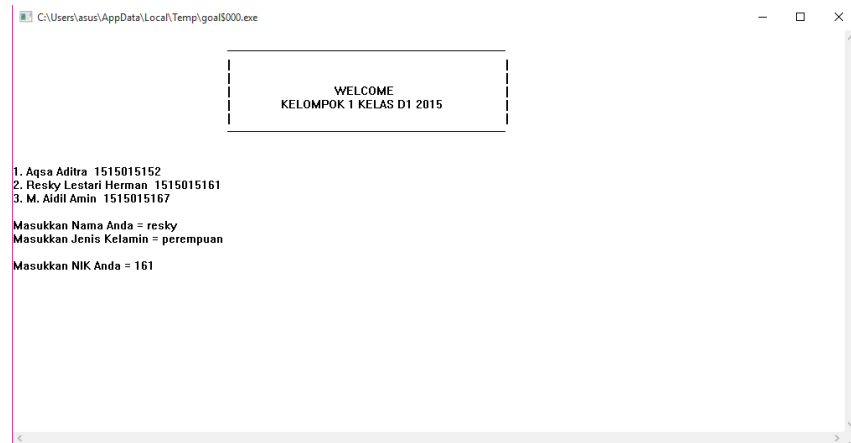 C:\Users\asus\AppData\Local\Temp\goal$000.exe
WELCOME
KELOMPOK 1 KELAS D1 2015
1. Aqsa Aditra 1515015152
2. Resky Lestari Herman 1515015161
3. M. Aidil Amin 1515015167
Masukkan Nama Anda = resky
Masukkan Jenis Kelamin = perempuan
Masukkan NIK Anda = 161